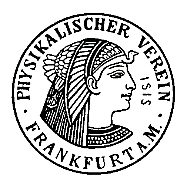 PHYSIKALISCHER VEREIN
ISIS
FRANKFURT A.M.